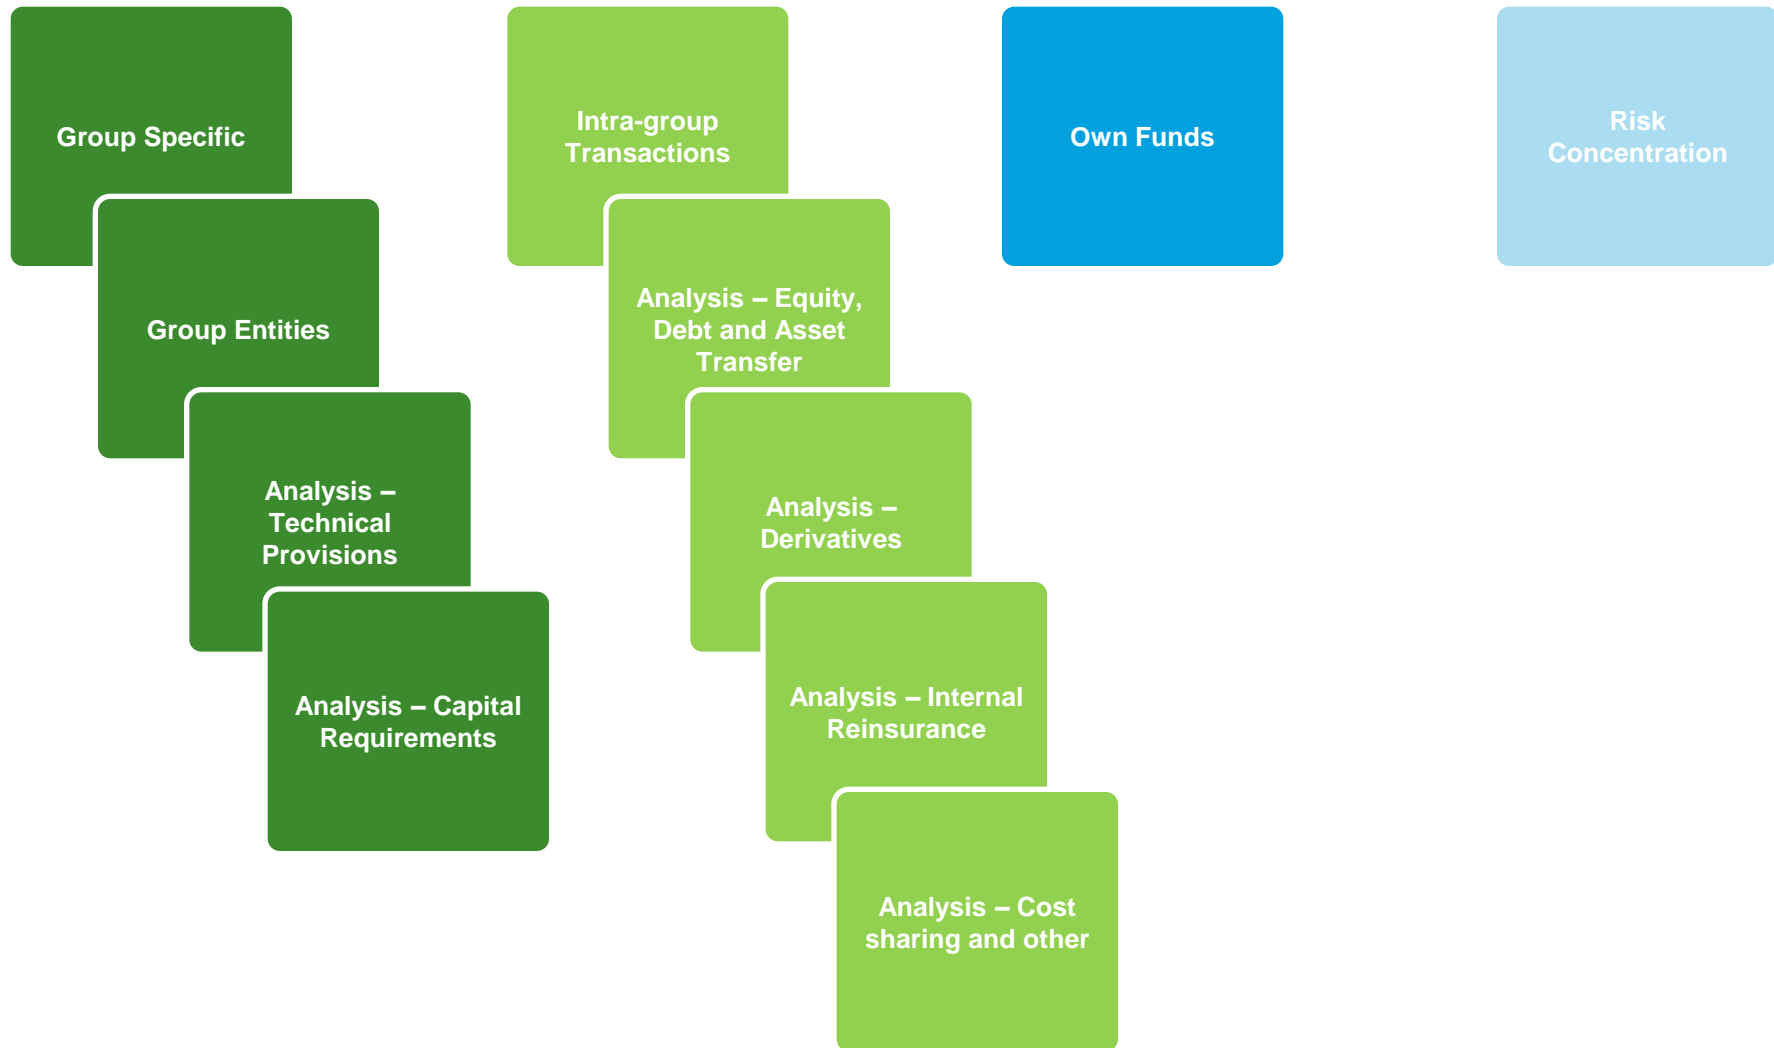 Group Specific
Group Entities
Analysis –
Technical
Provisions
Analysis – Capital
Requirements
Intra-group
Transactions
Analysis – Equity,
Debt and Asset
Transfer
Analysis –
Derivatives
Analysis – Internal
Reinsurance
Analysis – Cost
sharing and other
Own Funds
Risk
Concentration